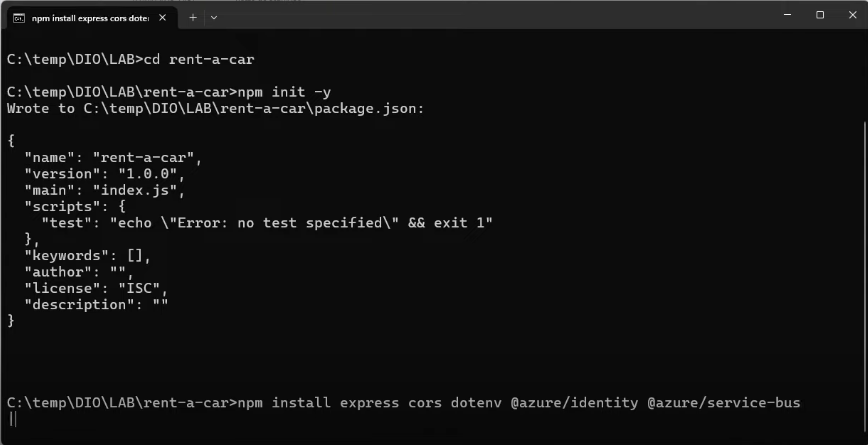 npm install express cors doten
C:\temp\DIO\LAB>cd rent-a-car
C:\temp\DIO\LAB\rent-a-car>npm init -y
Wrote to C:\temp\DIO\LAB\rent-a-car\package.json:
{
  "name": "rent-a-car",
  "version": "1.0.0",
  "main": "index.js",
  "scripts": {
    "test": "echo \"Error: no test specified\" && exit 1"
  },
  "keywords": [],
  "author": "",
  "license": "ISC",
  "description": ""
}
C:\temp\DIO\LAB\rent-a-car>npm install express cors dotenv @azure/identity @azure/service-bus